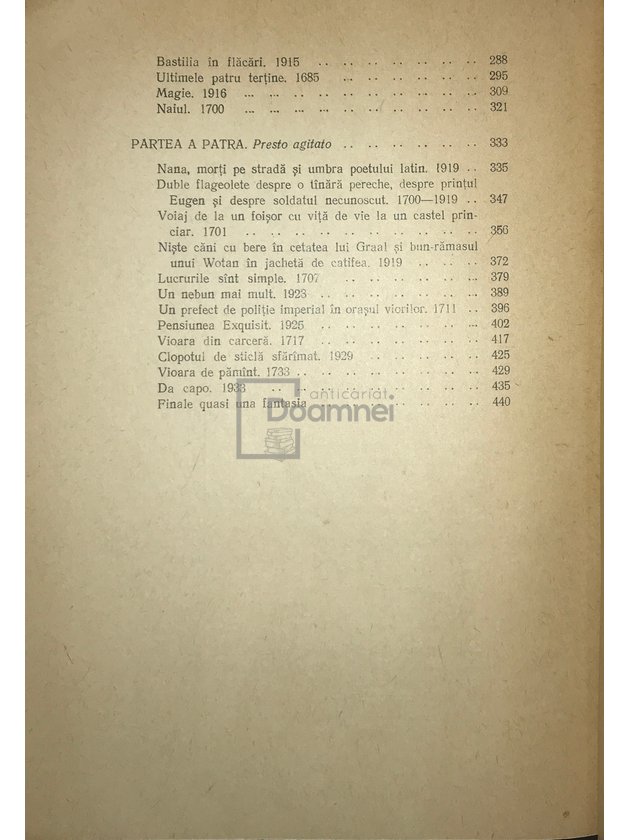 Bastilia în flăcări. 1915 .. .. .. .. .. .. .. .. 288
Ultimele patru terține. 1685 ... .. .. .. .. .. .. 295
Magie. 1916 ... ... .. .. .. .. .. .. .. .. ... 309
Naiul. 1700 ... ... ... ... .. .. .. .. .. .. .. 321
PARTEA A PATRA. Presto agitato .. .. .. .. .. .. .. 333
Nana, morți pe stradă și umbra poetului latin. 1919 .. 335
Duble flageolete despre o tînără pereche, despre prințul
Eugen și despre soldatul necunoscut. 1700—1919 .. 347
Voiaj de la un foișor cu viță de vie la un castel prin-
ciar. 1701 .. .. .. .. .. .. .. .. .. .. 356
Niște căni cu bere în cetatea lui Graal și bun-rămasul
unui Wotan în jachetă de catifea. 1919 .. .. .. 372
Lucrurile sînt simple. 1707 .. .. .. .. .. .. .. 379
Un nebun mai mult. 1923 .. .. .. .. .. .. .. .. 389
Un prefect de poliție imperial în orașul viorilor. 1711 .. 396
Pensiunea Exquisit. 1925 .. .. .. .. .. .. .. ... 402
Vioara din carceră. 1717 .. .. .. .. .. .. .. .. 417
Clopotul de sticlă sfărîmat. 1929 .. .. .. .. .. .. 425
Vioara de pămînt. 1733 .. .. .. .. .. .. .. .. .. 429
Da capo. 1933 .. ... .. .. .. .. .. .. .. .. 435
Finale quasi una fantasia .. .. .. .. .. .. 440
anticariat
Doamnei